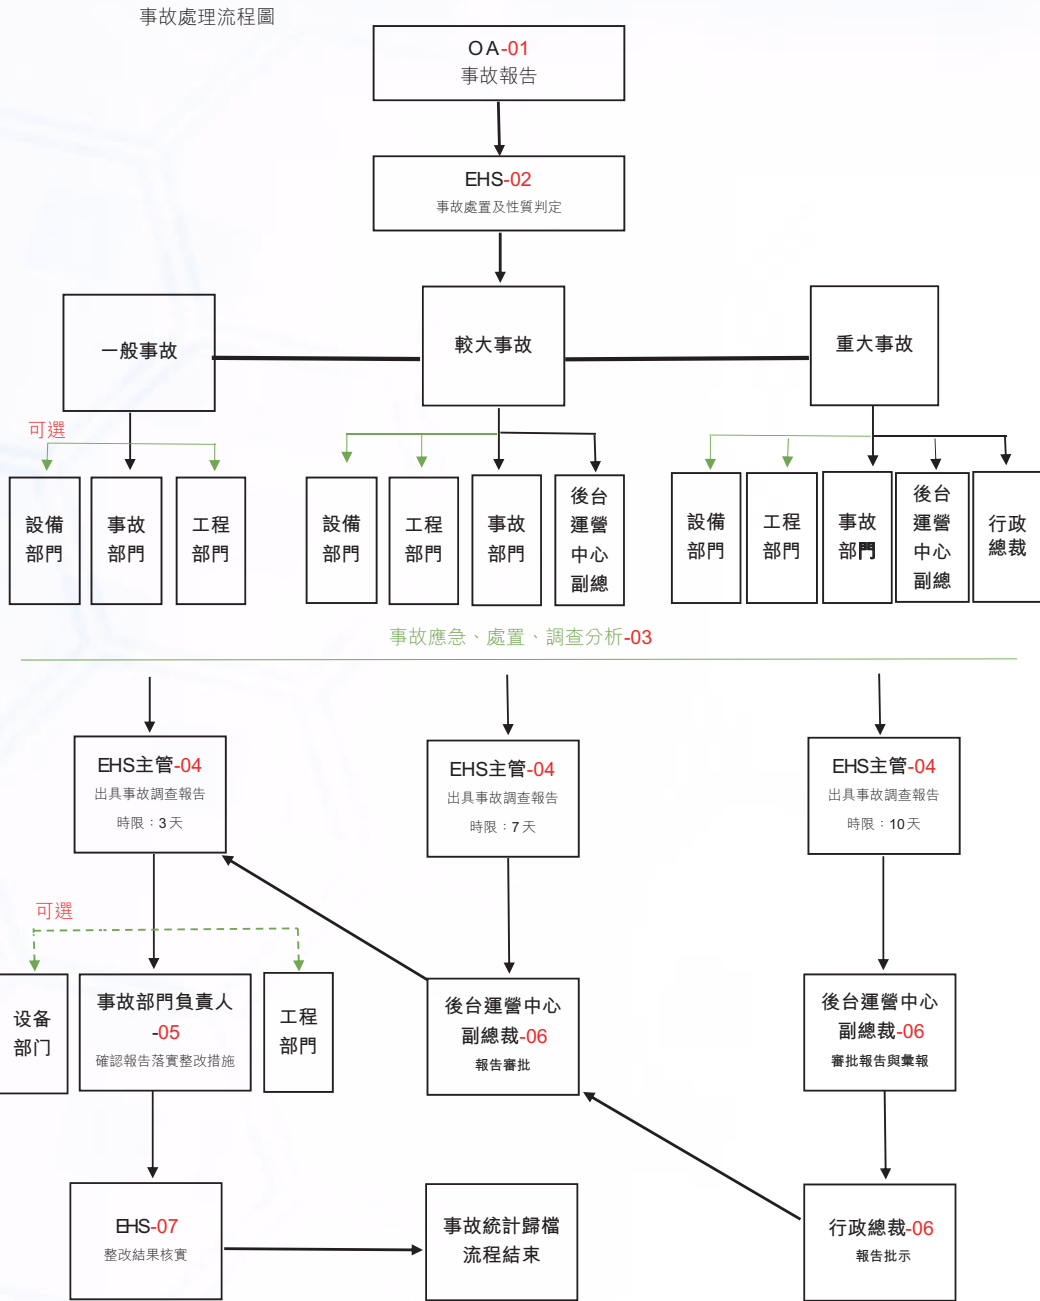 事故處理流程圖
OA-01
事故報告
EHS-02
事故處置及性質判定
一般事故
較大事故
重大事故
可選
設備
部門
事故
部門
工程
部門
設備
部門
工程
部門
事故
部門
後台
運營
中心
副總
設備
部門
工程
部門
事故
部門
後台
運營
中心
副總
行政
總裁
事故應急、處置、調查分析-03
EHS主管-04
出具事故調查報告
時限：3天
EHS主管-04
出具事故調查報告
時限：7天
EHS主管-04
出具事故調查報告
時限：10天
可選
设备
部门
事故部門負責人
-05
確認報告落實整改措施
工程
部門
後台運營中心
副總裁-06
報告審批
後台運營中心
副總裁-06
審批報告與彙報
EHS-07
整改結果核實
事故統計歸檔
流程結束
行政總裁-06
報告批示